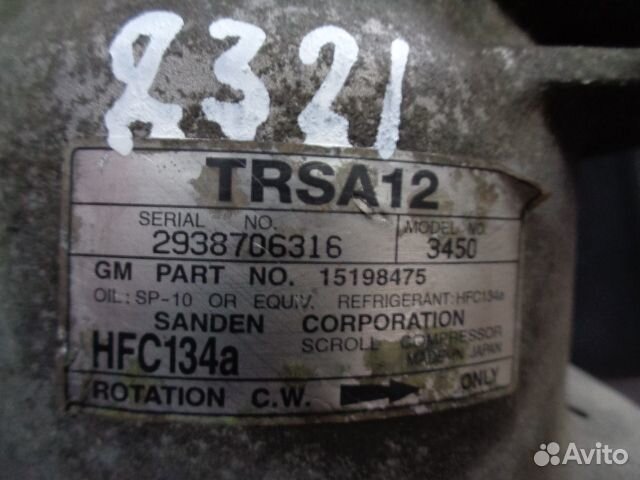 8321
TRSA12
SERIAL NO. MODEL NO.
2938706316 3450
GM PART NO. 15198475
OIL: SP-10 OR EQUIV. REFRIGERANT: HFC134a
SANDEN CORPORATION
HFC134a SCROLL COMPRESSOR
MADE IN JAPAN
ROTATION C.W. ONLY
Avito